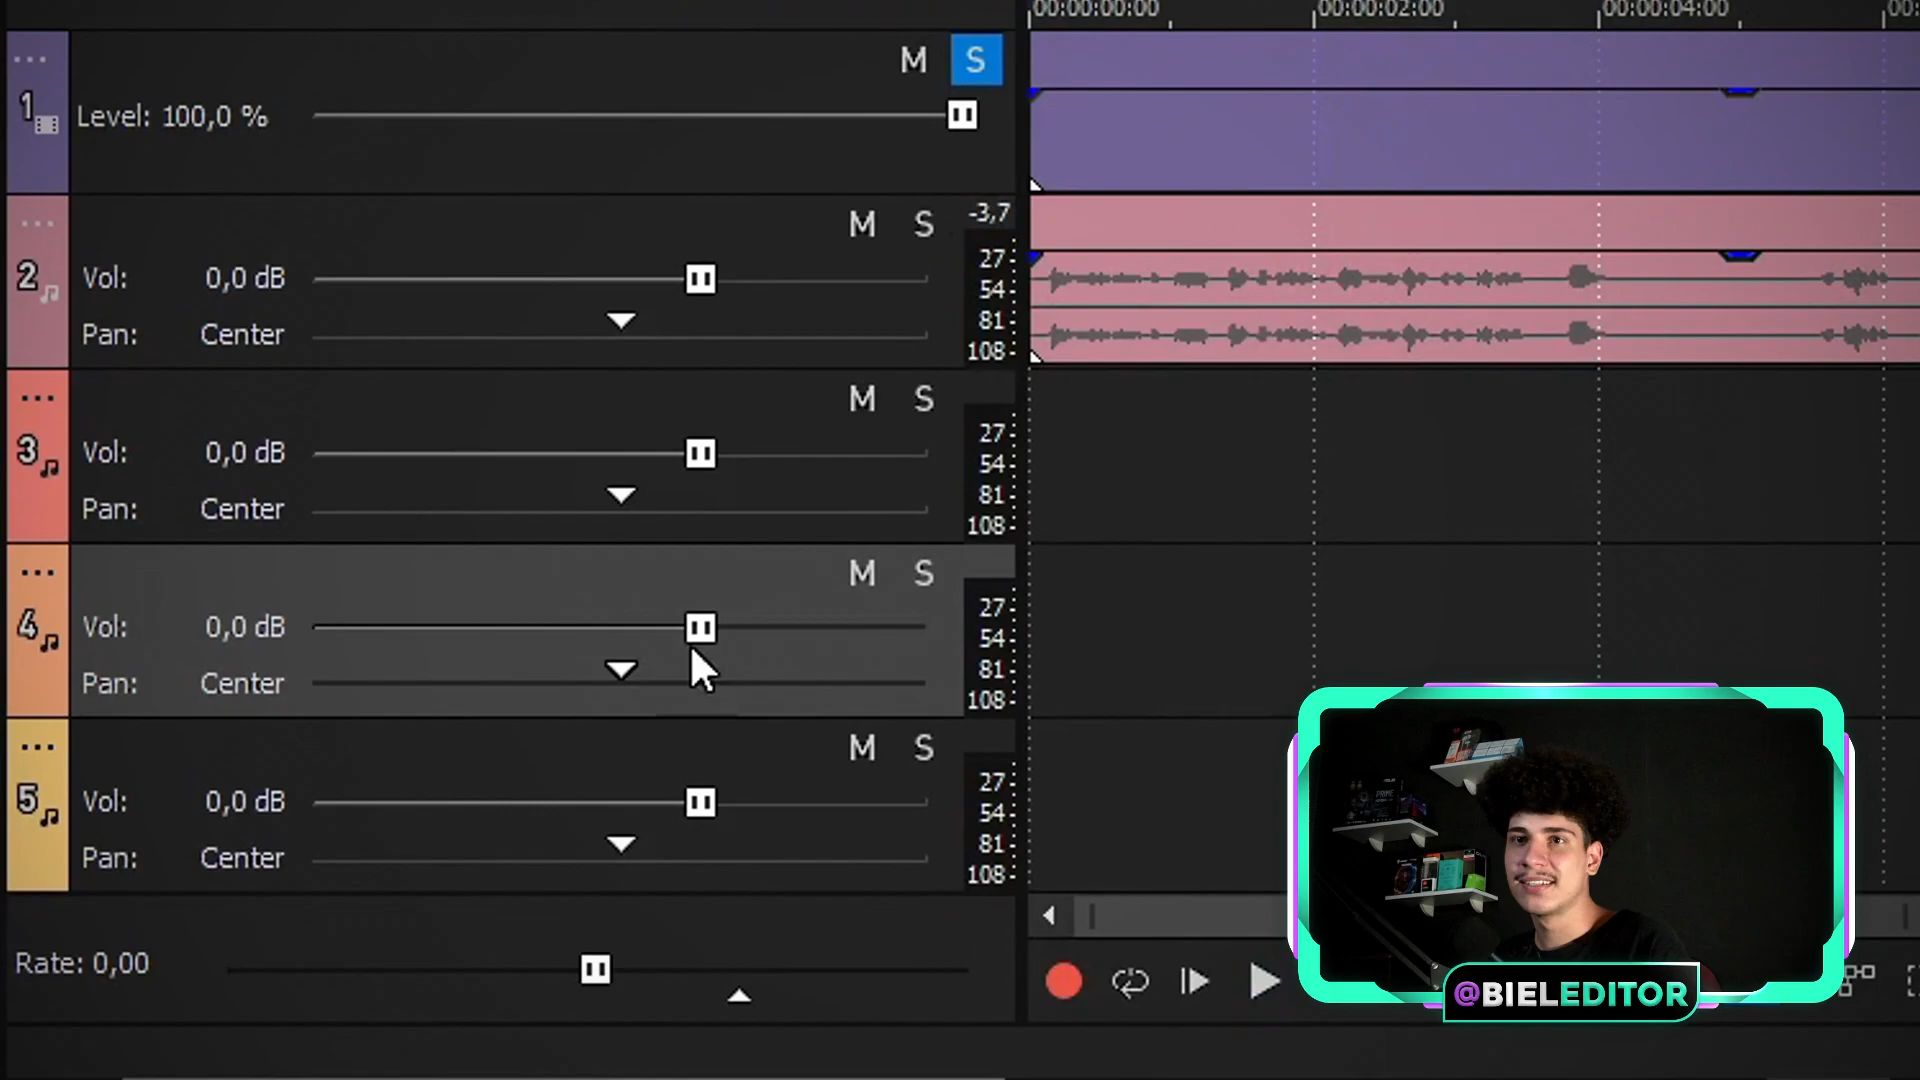 00:00:00:00 00:00:02:00 00:00:04:00 00:
M S
1 Level: 100,0 %
M S -3,7
2 Vol: 0,0 dB
Pan: Center
27
54
81
108
M S
3 Vol: 0,0 dB
Pan: Center
27
54
81
108
M S
4 Vol: 0,0 dB
Pan: Center
27
54
81
108
M S
5 Vol: 0,0 dB
Pan: Center
27
54
81
108
Rate: 0,00
PRIME
@BIELEDITOR